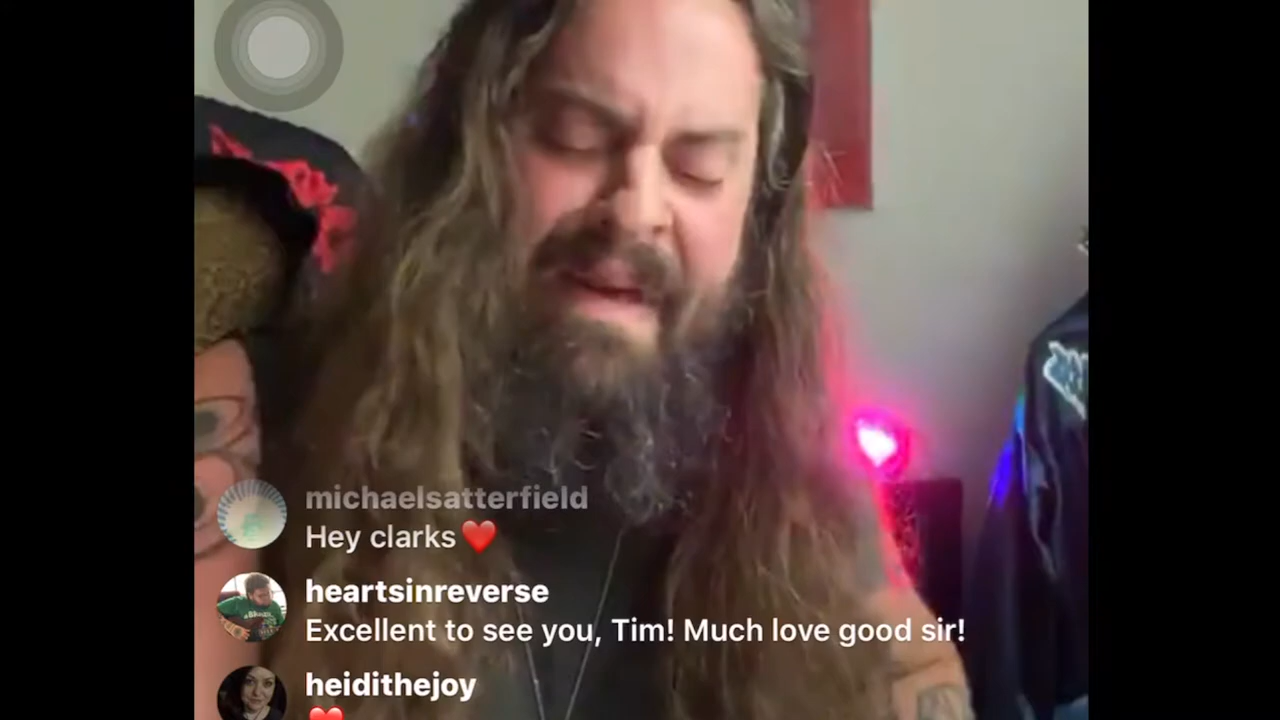 michaelsatterfield
Hey clarks❤️
heartsinreverse
Excellent to see you, Tim! Much love good sir!
heidithejoy
❤️